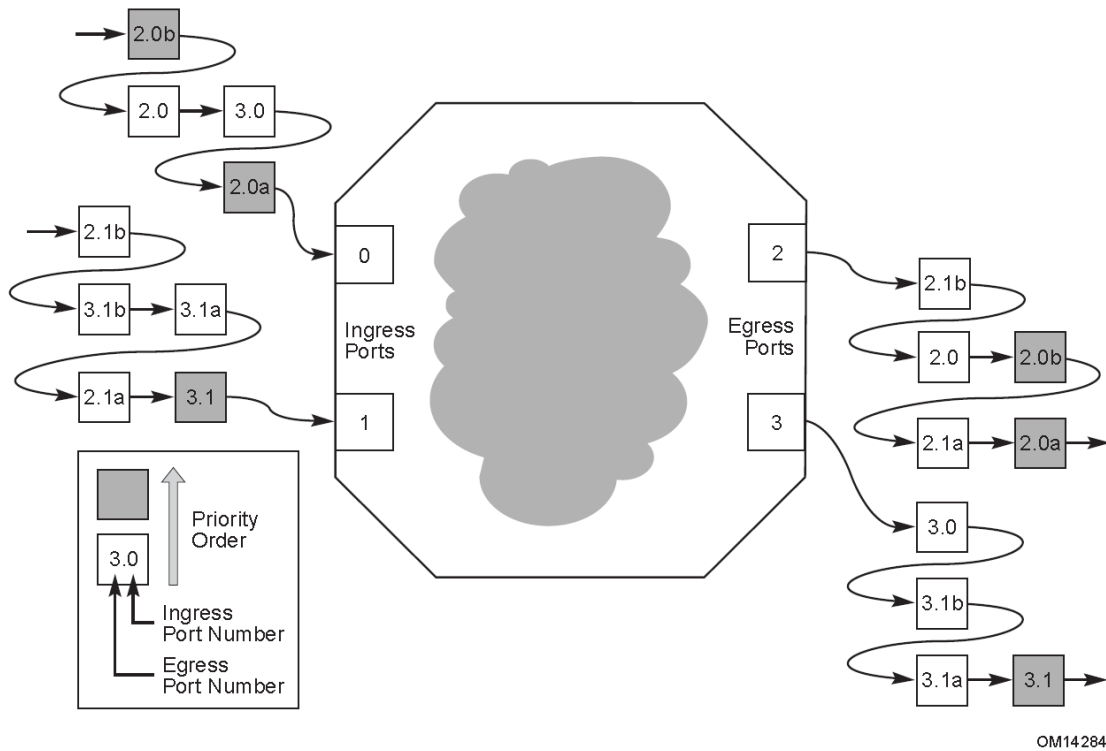 2.0b
2.0
3.0
2.0a
2.1b
3.1b
3.1a
2.1a
3.1
0
1
Ingress
Ports
2
3
Egress
Ports
2.1b
2.0
2.0b
2.1a
2.0a
3.0
3.1b
3.1a
3.1
Priority
Order
3.0
Ingress
Port Number
Egress
Port Number
OM14284